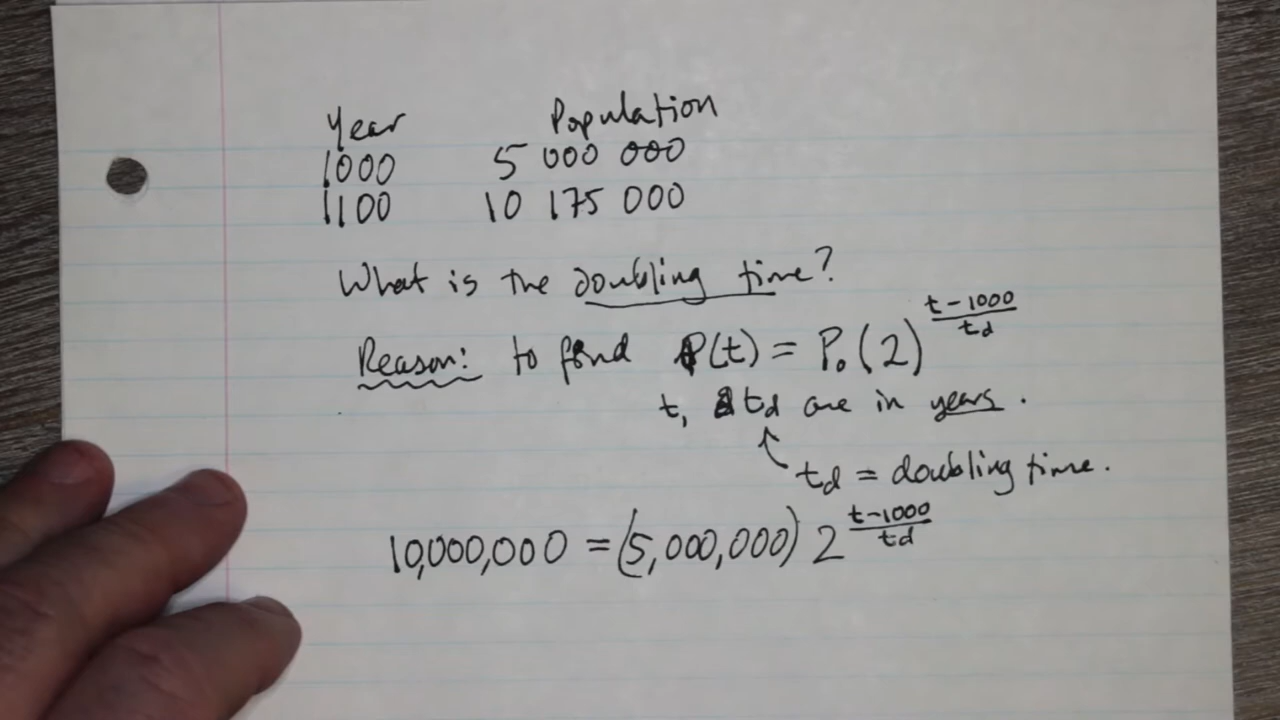 Year Population
1000 5 000 000
1100 10 175 000
What is the doubling time?
Reason: to find P(t) = P₀(2)^((t-1000)/td)
t, td are in years.
td = doubling time.
10,000,000 = (5,000,000) 2^((t-1000)/td)